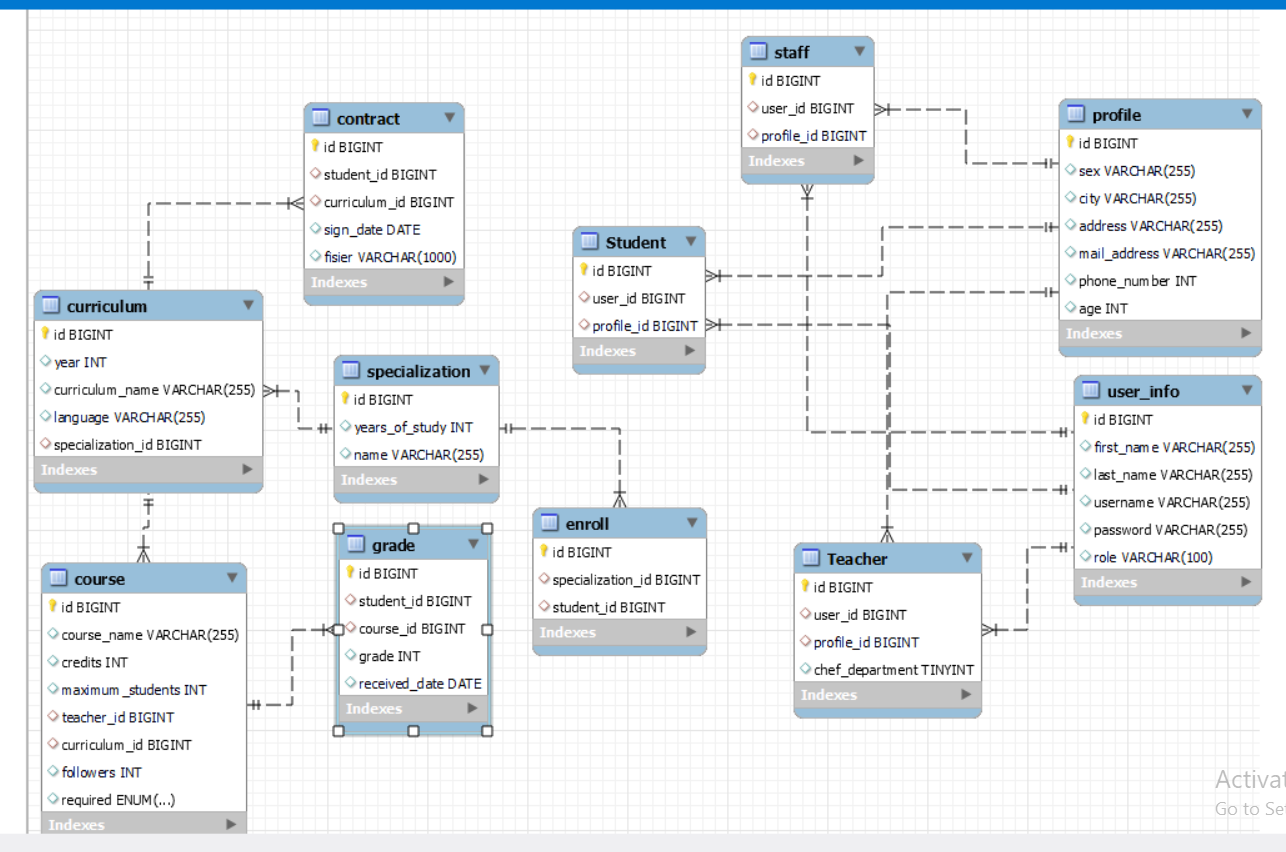 staff
id BIGINT
user_id BIGINT
profile_id BIGINT
Indexes
profile
id BIGINT
sex VARCHAR(255)
city VARCHAR(255)
address VARCHAR(255)
mail_address VARCHAR(255)
phone_number INT
age INT
Indexes
contract
id BIGINT
student_id BIGINT
curriculum_id BIGINT
sign_date DATE
fisier VARCHAR(1000)
Indexes
Student
id BIGINT
user_id BIGINT
profile_id BIGINT
Indexes
curriculum
id BIGINT
year INT
curriculum_name VARCHAR(255)
language VARCHAR(255)
specialization_id BIGINT
Indexes
specialization
id BIGINT
years_of_study INT
name VARCHAR(255)
Indexes
user_info
id BIGINT
first_name VARCHAR(255)
last_name VARCHAR(255)
username VARCHAR(255)
password VARCHAR(255)
role VARCHAR(100)
Indexes
enroll
id BIGINT
specialization_id BIGINT
student_id BIGINT
Indexes
grade
id BIGINT
student_id BIGINT
course_id BIGINT
grade INT
received_date DATE
Indexes
Teacher
id BIGINT
user_id BIGINT
profile_id BIGINT
chef_department TINYINT
Indexes
course
id BIGINT
course_name VARCHAR(255)
credits INT
maximum_students INT
teacher_id BIGINT
curriculum_id BIGINT
followers INT
required ENUM(...)
Indexes
Activat
Go to Se